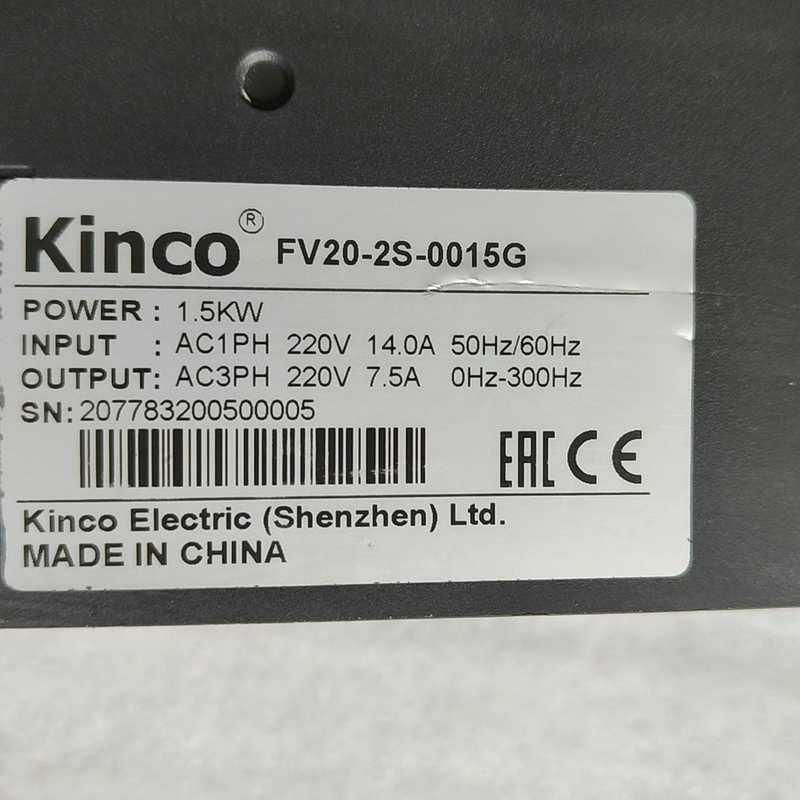 Kinco® FV20-2S-0015G
POWER : 1.5KW
INPUT : AC1PH 220V 14.0A 50Hz/60Hz
OUTPUT: AC3PH 220V 7.5A 0Hz-300Hz
SN: 207783200500005
EAC CE
Kinco Electric (Shenzhen) Ltd.
MADE IN CHINA